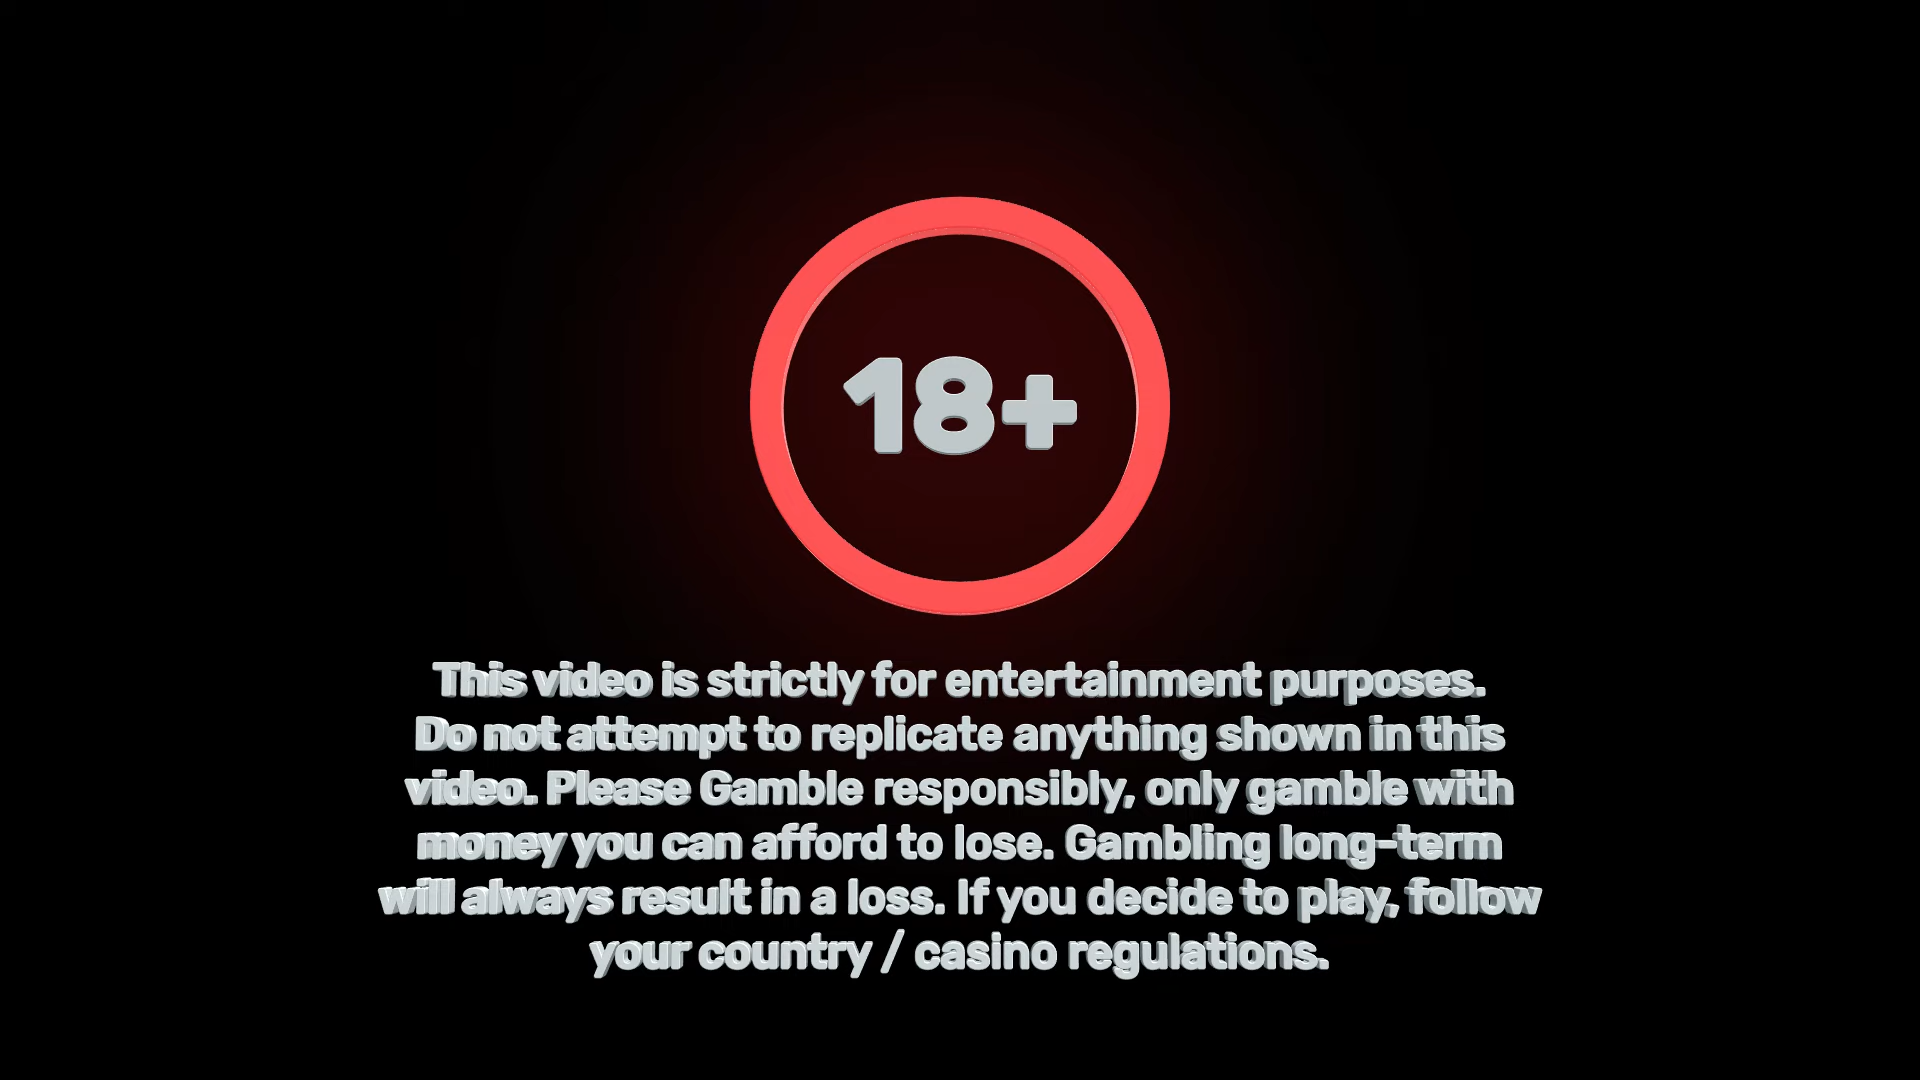 18+
This video is strictly for entertainment purposes.
Do not attempt to replicate anything shown in this
video. Please Gamble responsibly, only gamble with
money you can afford to lose. Gambling long-term
will always result in a loss. If you decide to play, follow
your country / casino regulations.